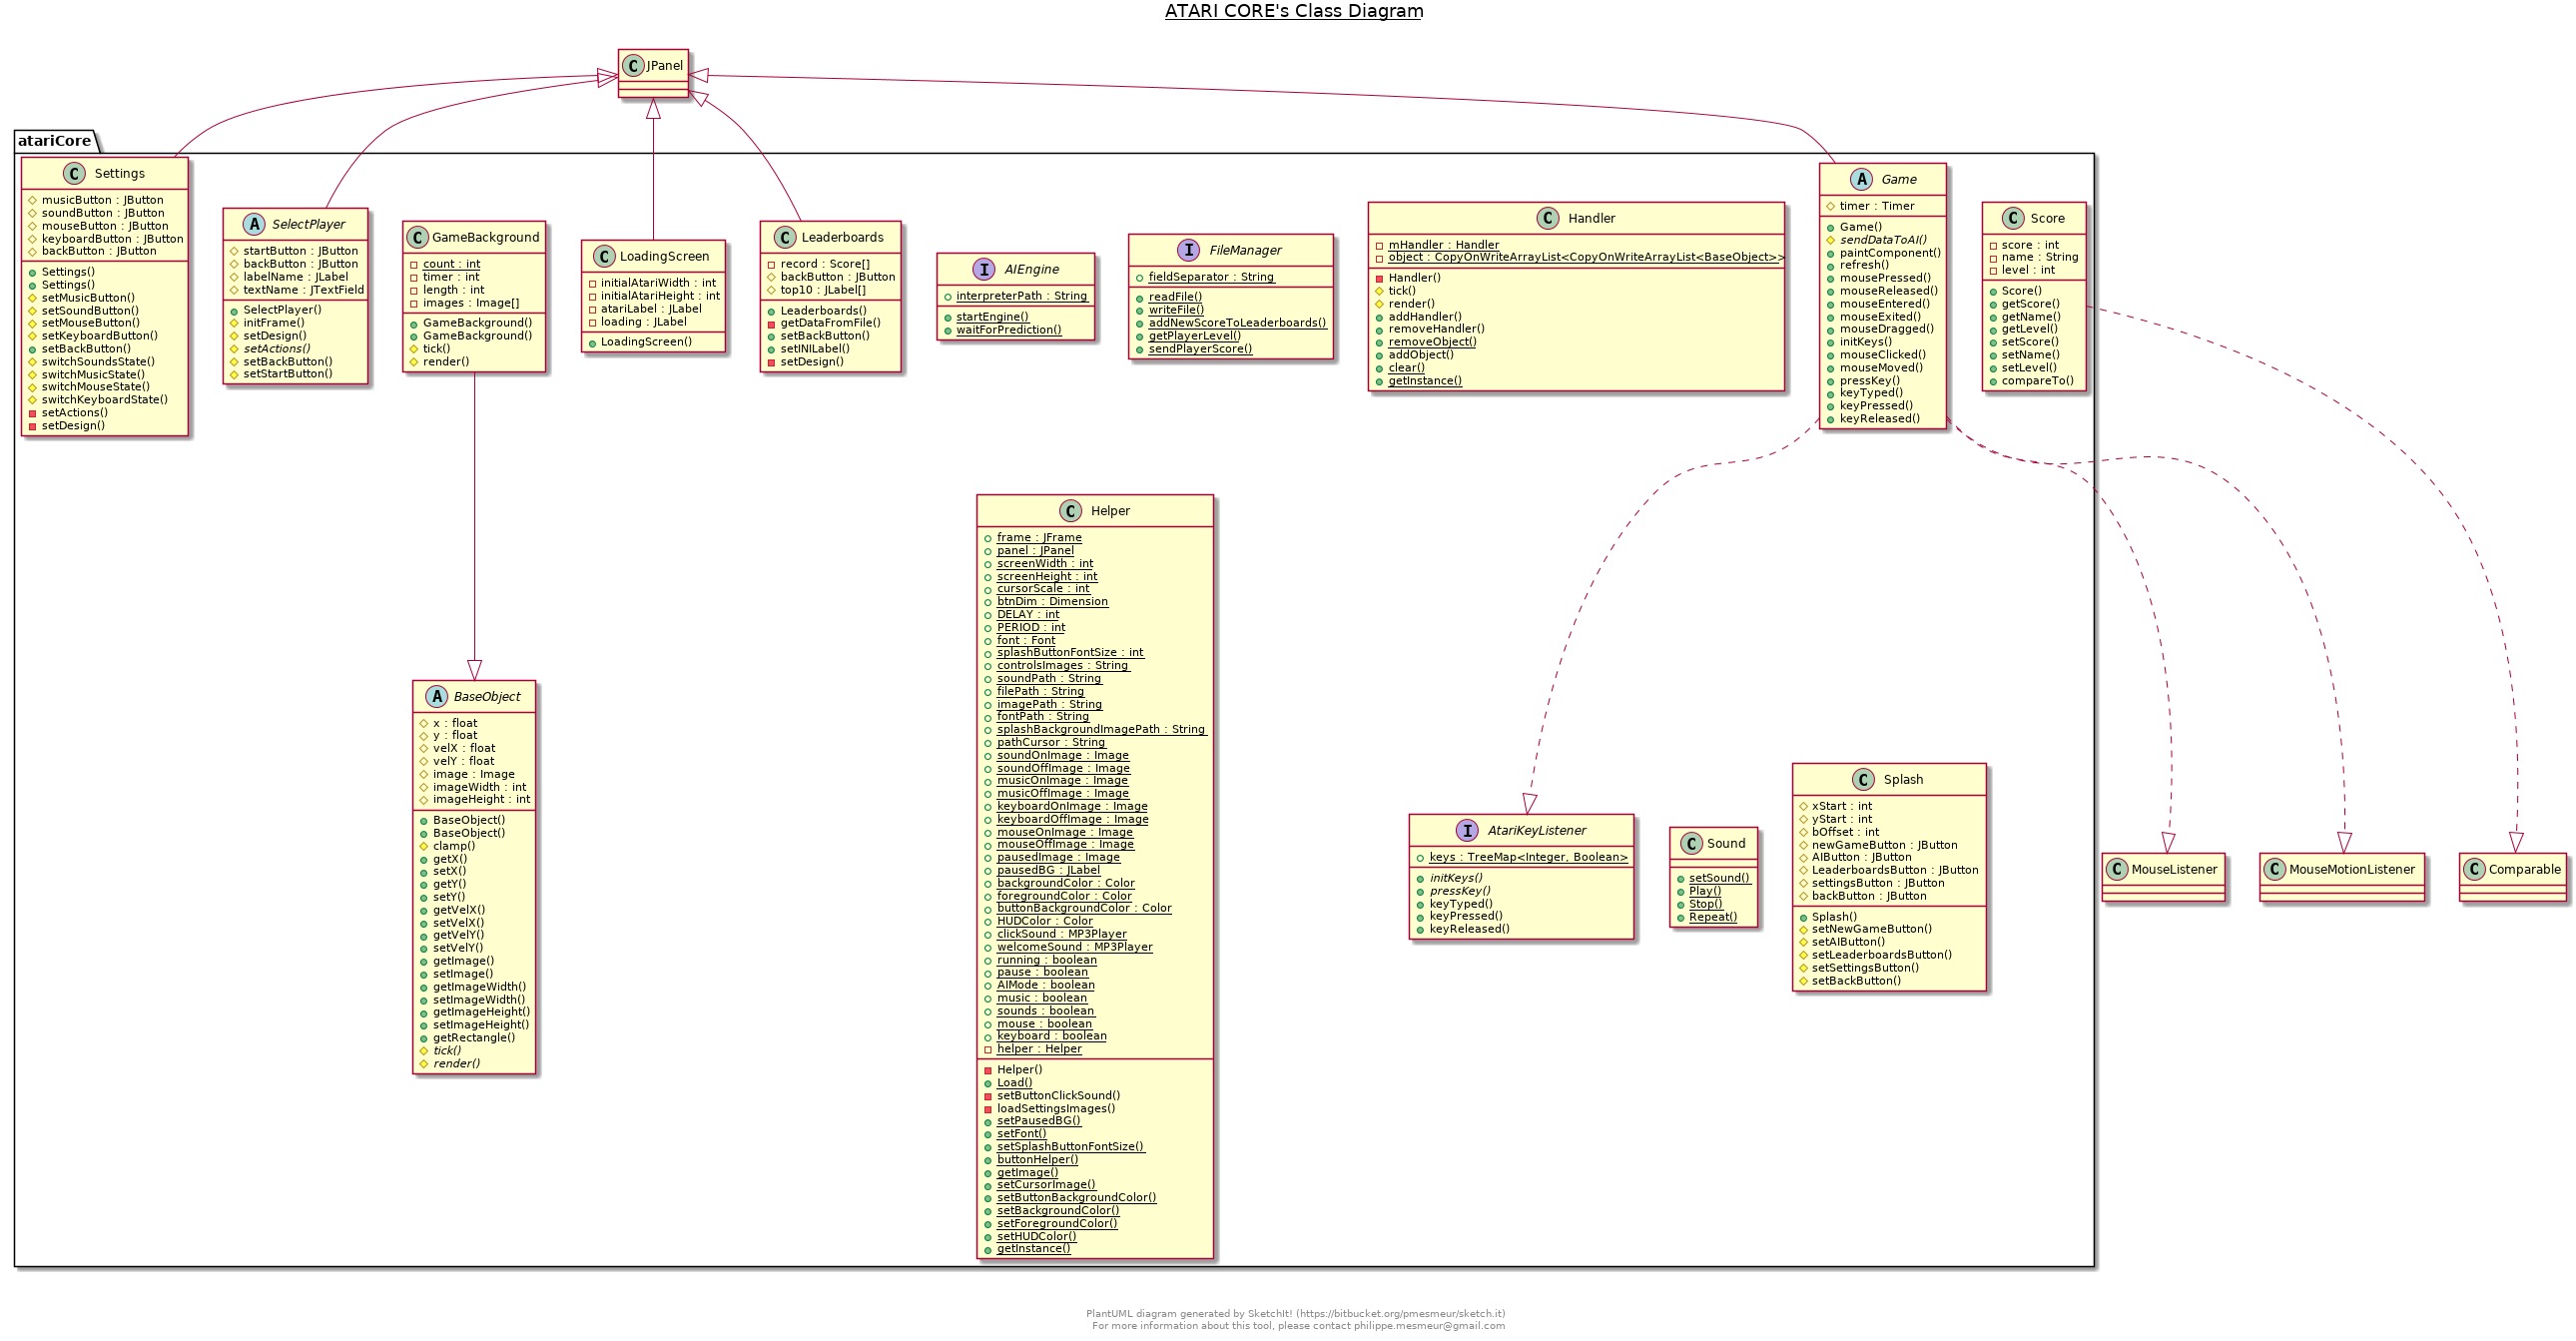 ATARI CORE's Class Diagram
C JPanel
atariCore
C Settings
musicButton : JButton
soundButton : JButton
mouseButton : JButton
keyboardButton : JButton
backButton : JButton
Settings()
Settings()
setMusicButton()
setSoundButton()
setMouseButton()
setKeyboardButton()
setBackButton()
switchSoundsState()
switchMusicState()
switchMouseState()
switchKeyboardState()
setActions()
setDesign()
A SelectPlayer
startButton : JButton
backButton : JButton
labelName : JLabel
textName : JTextField
SelectPlayer()
initFrame()
setDesign()
setActions()
setBackButton()
setStartButton()
C GameBackground
count : int
timer : int
length : int
images : Image[]
GameBackground()
GameBackground()
tick()
render()
C LoadingScreen
initialAtariWidth : int
initialAtariHeight : int
atariLabel : JLabel
loading : JLabel
LoadingScreen()
C Leaderboards
record : Score[]
backButton : JButton
top10 : JLabel[]
Leaderboards()
getDataFromFile()
setBackButton()
setINILabel()
setDesign()
I AIEngine
interpreterPath : String
startEngine()
waitForPrediction()
I FileManager
fieldSeparator : String
readFile()
writeFile()
addNewScoreToLeaderboards()
getPlayerLevel()
sendPlayerScore()
C Handler
mHandler : Handler
object : CopyOnWriteArrayList<CopyOnWriteArrayList<BaseObject>>
Handler()
tick()
render()
addHandler()
removeHandler()
removeObject()
addObject()
clear()
getInstance()
A Game
timer : Timer
Game()
sendDataToAI()
paintComponent()
refresh()
mousePressed()
mouseReleased()
mouseEntered()
mouseExited()
mouseDragged()
initKeys()
mouseClicked()
mouseMoved()
pressKey()
keyTyped()
keyPressed()
keyReleased()
C Score
score : int
name : String
level : int
Score()
getScore()
getName()
getLevel()
setScore()
setName()
setLevel()
compareTo()
A BaseObject
x : float
y : float
velX : float
velY : float
image : Image
imageWidth : int
imageHeight : int
BaseObject()
BaseObject()
clamp()
getX()
setX()
getY()
setY()
getVelX()
setVelX()
getVelY()
setVelY()
getImage()
setImage()
getImageWidth()
setImageWidth()
getImageHeight()
setImageHeight()
getRectangle()
tick()
render()
C Helper
frame : JFrame
panel : JPanel
screenWidth : int
screenHeight : int
cursorScale : int
btnDim : Dimension
DELAY : int
PERIOD : int
font : Font
splashButtonFontSize : int
controlsImages : String
soundPath : String
filePath : String
imagePath : String
fontPath : String
splashBackgroundImagePath : String
pathCursor : String
soundOnImage : Image
soundOffImage : Image
musicOnImage : Image
musicOffImage : Image
keyboardOnImage : Image
keyboardOffImage : Image
mouseOnImage : Image
mouseOffImage : Image
pausedImage : Image
pausedBG : JLabel
backgroundColor : Color
foregroundColor : Color
buttonBackgroundColor : Color
HUDColor : Color
clickSound : MP3Player
welcomeSound : MP3Player
running : boolean
pause : boolean
AIMode : boolean
music : boolean
sounds : boolean
mouse : boolean
keyboard : boolean
helper : Helper
Helper()
Load()
setButtonClickSound()
loadSettingsImages()
setPausedBG()
setFont()
setSplashButtonFontSize()
buttonHelper()
getImage()
setCursorImage()
setButtonBackgroundColor()
setBackgroundColor()
setForegroundColor()
setHUDColor()
getInstance()
I AtariKeyListener
keys : TreeMap<Integer, Boolean>
initKeys()
pressKey()
keyTyped()
keyPressed()
keyReleased()
C Sound
setSound()
Play()
Stop()
Repeat()
C Splash
xStart : int
yStart : int
bOffset : int
newGameButton : JButton
AIButton : JButton
LeaderboardsButton : JButton
settingsButton : JButton
backButton : JButton
Splash()
setNewGameButton()
setAIButton()
setLeaderboardsButton()
setSettingsButton()
setBackButton()
C MouseListener
C MouseMotionListener
C Comparable
PlantUML diagram generated by SketchIt! (https://bitbucket.org/pmesmeur/sketch.it)
For more information about this tool, please contact philippe.mesmeur@gmail.com